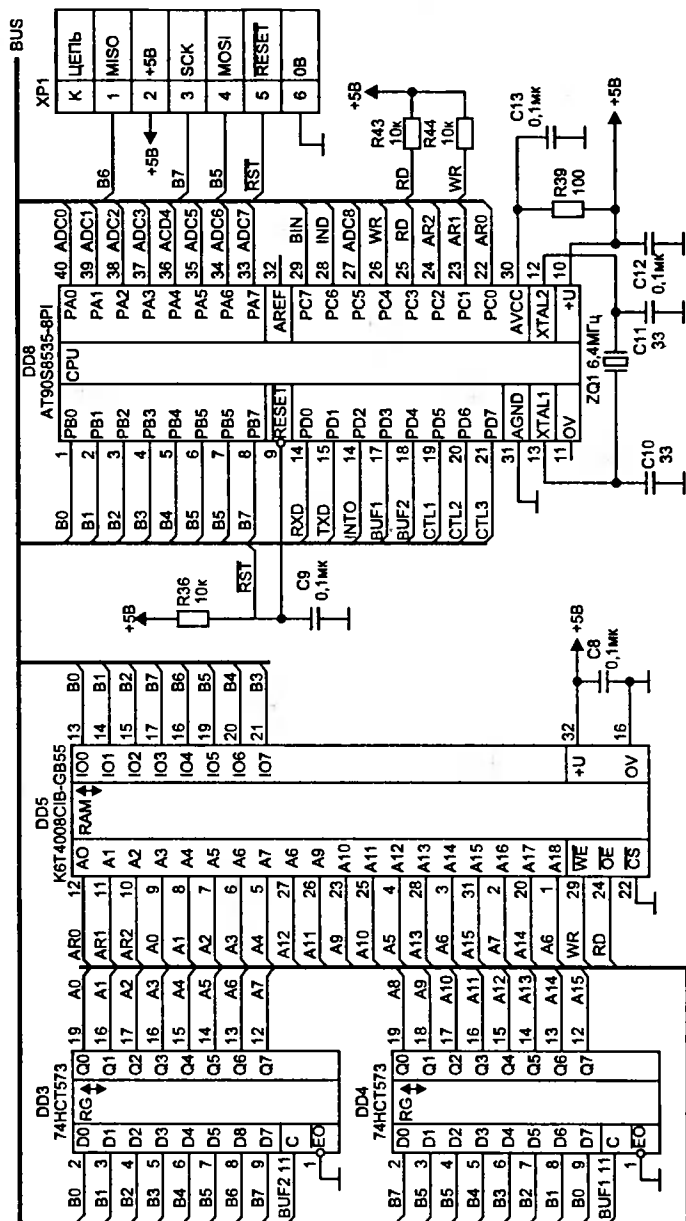 BUS
XP1
К ЦЕПЬ
1 MISO
2 +5В
3 SCK
4 MOSI
5 RESET
6 0В
B6
+5В
B7
B5
RST
DD8
AT90S8535-8PI
CPU
B0 1 PB0
B1 2 PB1
B2 3 PB2
B3 4 PB3
B4 5 PB4
B5 6 PB5
B5 7 PB5
B7 8 PB7
9 RESET
RXD 14 PD0
TXD 15 PD1
INTO 14 PD2
BUF1 17 PD3
BUF2 18 PD4
CTL1 19 PD5
CTL2 20 PD6
CTL3 21 PD7
31 AGND
13 XTAL1
11 OV
PA0 40 ADC0
PA1 39 ADC1
PA2 38 ADC2
PA3 37 ADC3
PA4 36 ACD4
PA5 35 ADC5
PA6 34 ADC6
PA7 33 ADC7
AREF 32
PC7 29 BIN
PC6 28 IND
PC5 27 ADC8
PC4 26 WR
PC3 25 RD
PC2 24 AR2
PC1 23 AR1
PC0 22 AR0
AVCC 30
XTAL2 12
+U 10
+5В
R43
10к
R44
10к
RD
WR
C13
0,1мк
R39
100
+5В
C12
0,1мк
C11
33
ZQ1 6,4МГц
C10
33
+5В
R36
10к
RST
C9
0,1мк
DD5
K6T4008CIB-GB55
RAM
AR0 12 AO
AR1 11 A1
AR2 10 A2
A0 9 A3
A1 8 A4
A2 7 A5
A3 6 A6
A4 5 A7
A12 27 A6
A11 26 A9
A9 23 A10
A10 25 A11
A5 4 A12
A13 28 A13
A6 3 A14
A15 31 A15
A7 2 A16
A14 20 A17
A6 1 A18
WR 29 WE
RD 24 OE
22 CS
IO0 13 B0
IO1 14 B1
IO2 15 B2
IO3 17 B7
IO4 16 B6
IO5 19 B5
IO6 20 B4
IO7 21 B3
+U 32
+5В
C8
0,1мк
OV 16
DD3
74HCT573
RG
B0 2 D0
B1 3 D1
B2 4 D2
B3 5 D3
B4 6 D4
B5 7 D5
B6 8 D8
B7 9 D7
BUF2 11 C
1 EO
Q0 19 A0
Q1 16 A1
Q2 17 A2
Q3 16 A3
Q4 15 A4
Q5 14 A5
Q6 13 A6
Q7 12 A7
DD4
74HCT573
RG
B7 2 D0
B5 3 D1
B5 4 D2
B4 5 D3
B3 6 D4
B2 7 D5
B1 8 D6
B0 9 D7
BUF1 11 C
1 EO
Q0 19 A8
Q1 18 A9
Q2 17 A10
Q3 16 A11
Q4 15 A12
Q5 14 A13
Q6 13 A14
Q7 12 A15